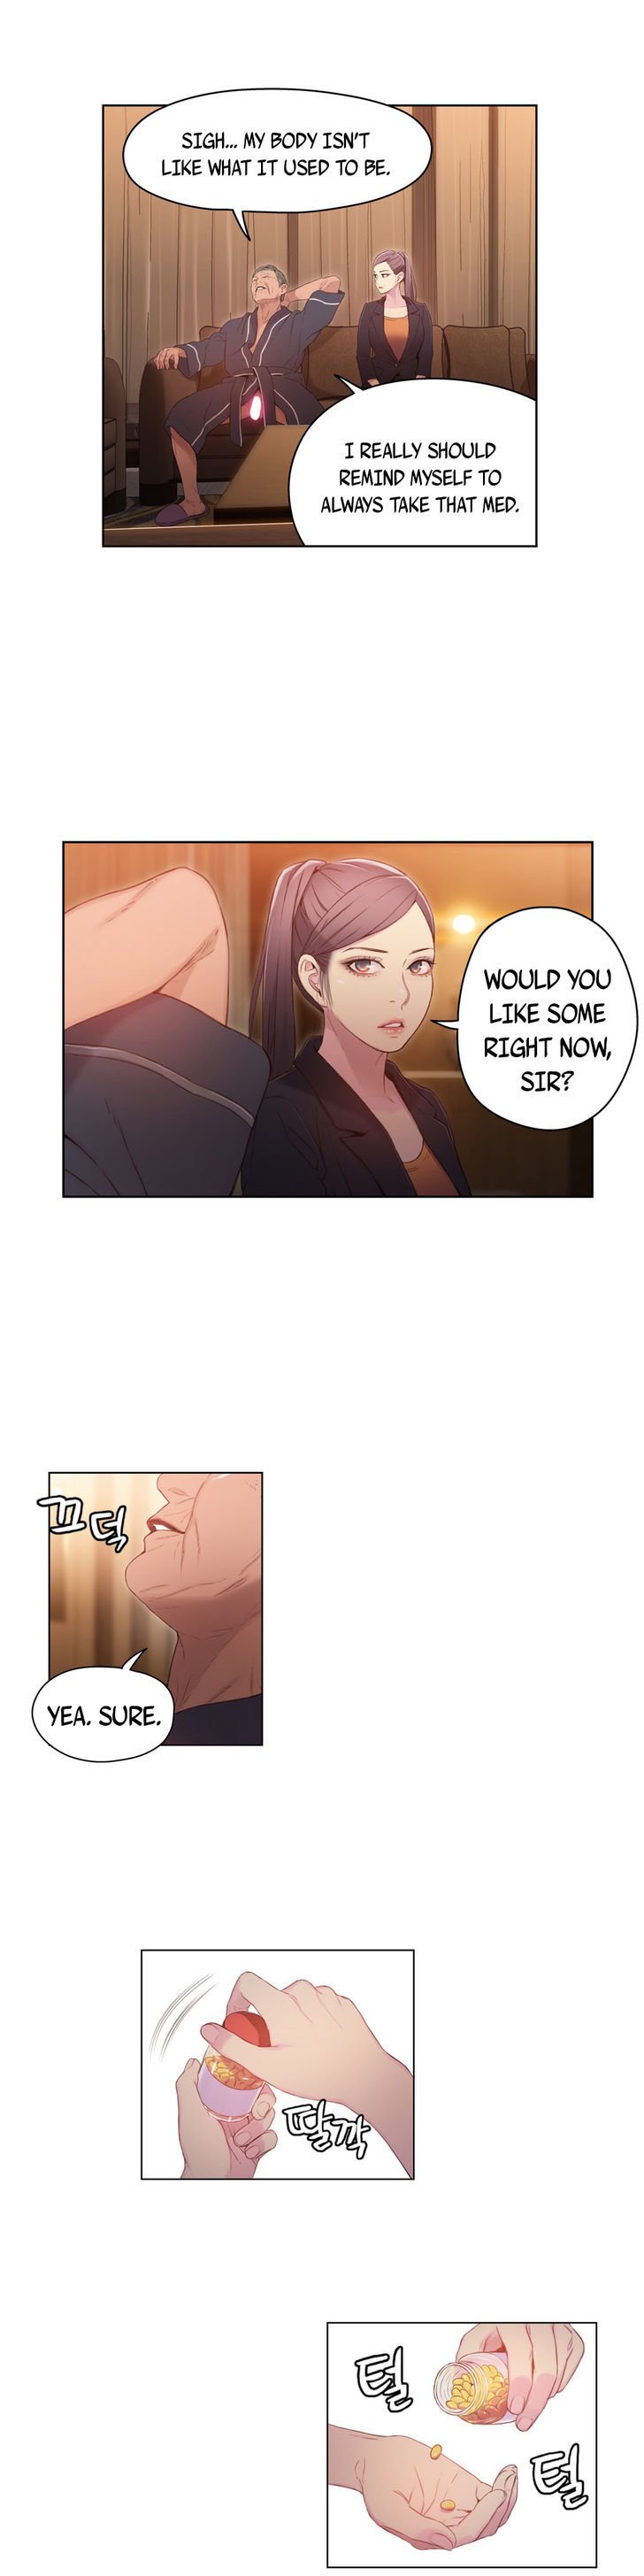 SIGH... MY BODY ISN'T
LIKE WHAT IT USED TO BE.
I REALLY SHOULD
REMIND MYSELF TO
ALWAYS TAKE THAT MED.
WOULD YOU
LIKE SOME
RIGHT NOW,
SIR?
끄덕
YEA. SURE.
딸깍
털
털